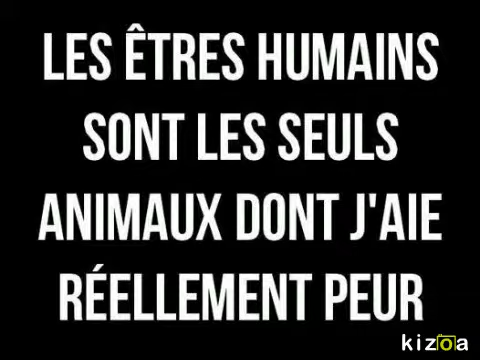 LES ÊTRES HUMAINS
SONT LES SEULS
ANIMAUX DONT J'AIE
RÉELLEMENT PEUR
kizoa